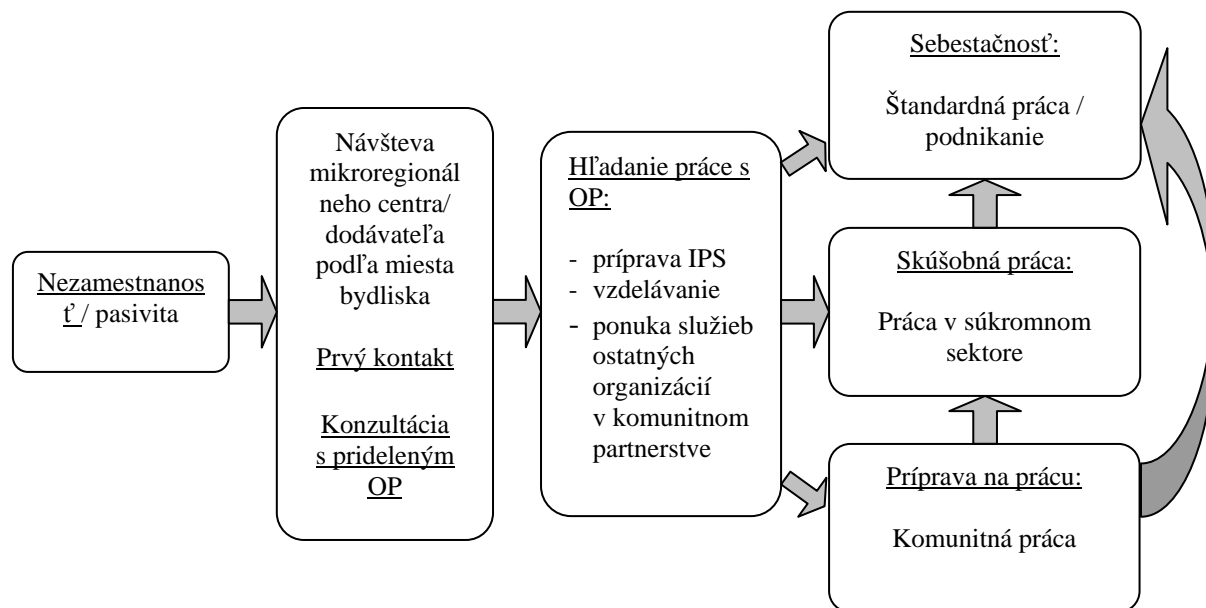 Nezamestnanos
ť / pasivita
Návšteva
mikroregionál
neho centra/
dodávateľa
podľa miesta
bydliska
Prvý kontakt
Konzultácia
s prideleným
OP
Hľadanie práce s
OP:
- príprava IPS
- vzdelávanie
- ponuka služieb
ostatných
organizácií
v komunitnom
partnerstve
Sebestačnosť:
Štandardná práca /
podnikanie
Skúšobná práca:
Práca v súkromnom
sektore
Príprava na prácu:
Komunitná práca